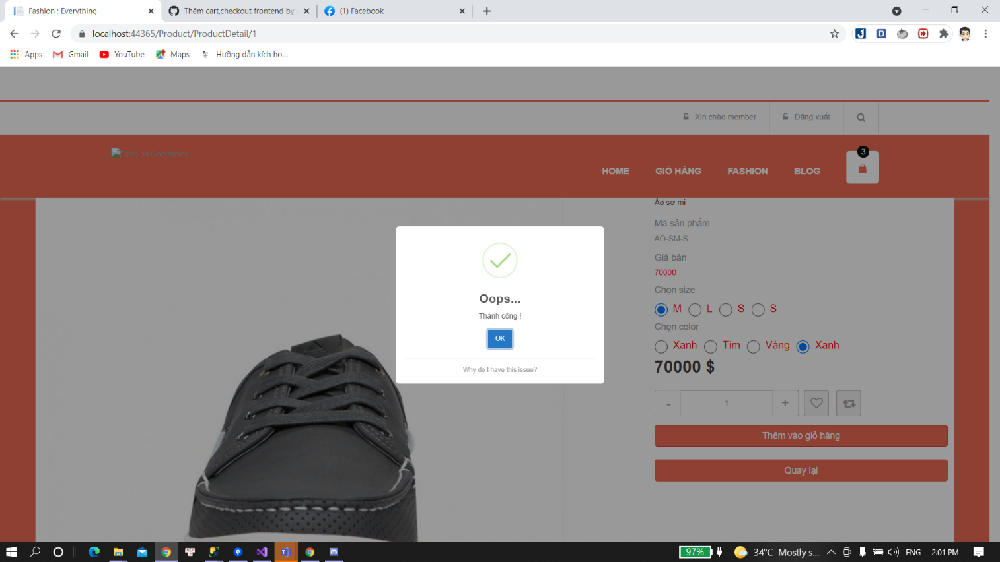 Fashion : Everything
Thêm cart,checkout frontend by
(1) Facebook
localhost:44365/Product/ProductDetail/1
Apps
Gmail
YouTube
Maps
Hướng dẫn kích ho...
Xin chào member
Đăng xuất
Fashion Commerce
HOME
GIỎ HÀNG
FASHION
BLOG
3
Áo sơ mi
Mã sản phẩm
AO-SM-S
Giá bán
70000
Chọn size
M L S S
Chọn color
Xanh Tím Vàng Xanh
70000 $
- 1 +
Thêm vào giỏ hàng
Quay lại
Oops...
Thành công !
OK
Why do I have this issue?
97%
34°C Mostly s...
ENG
2:01 PM